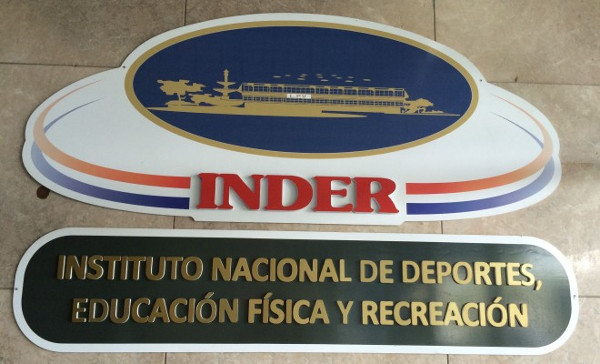 INDER
INSTITUTO NACIONAL DE DEPORTES,
EDUCACIÓN FÍSICA Y RECREACIÓN